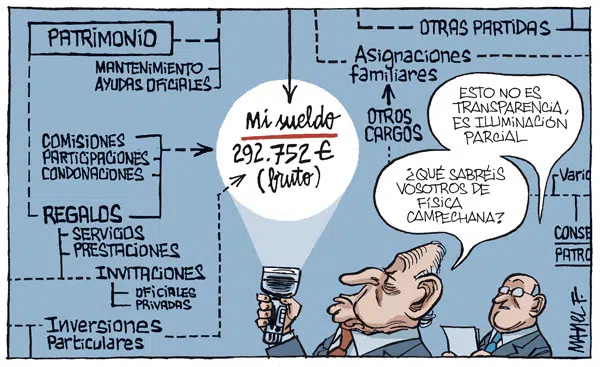 PATRIMONIO
MANTENIMIENTO
AYUDAS OFICIALES
COMISIONES
PARTICIPACIONES
CONDONACIONES
REGALOS
SERVICIOS
PRESTACIONES
INVITACIONES
OFICIALES
PRIVADAS
Inversiones
Particulares
Mi sueldo
292.752 €
(bruto)
OTRAS PARTIDAS
Asignaciones
familiares
OTROS
CARGOS
ESTO NO ES
TRANSPARENCIA,
ES ILUMINACIÓN
PARCIAL
¿QUÉ SABRÉIS
VOSOTROS DE
FÍSICA
CAMPECHANA?
VARIO
CONSE
PATRO
MANEL F.